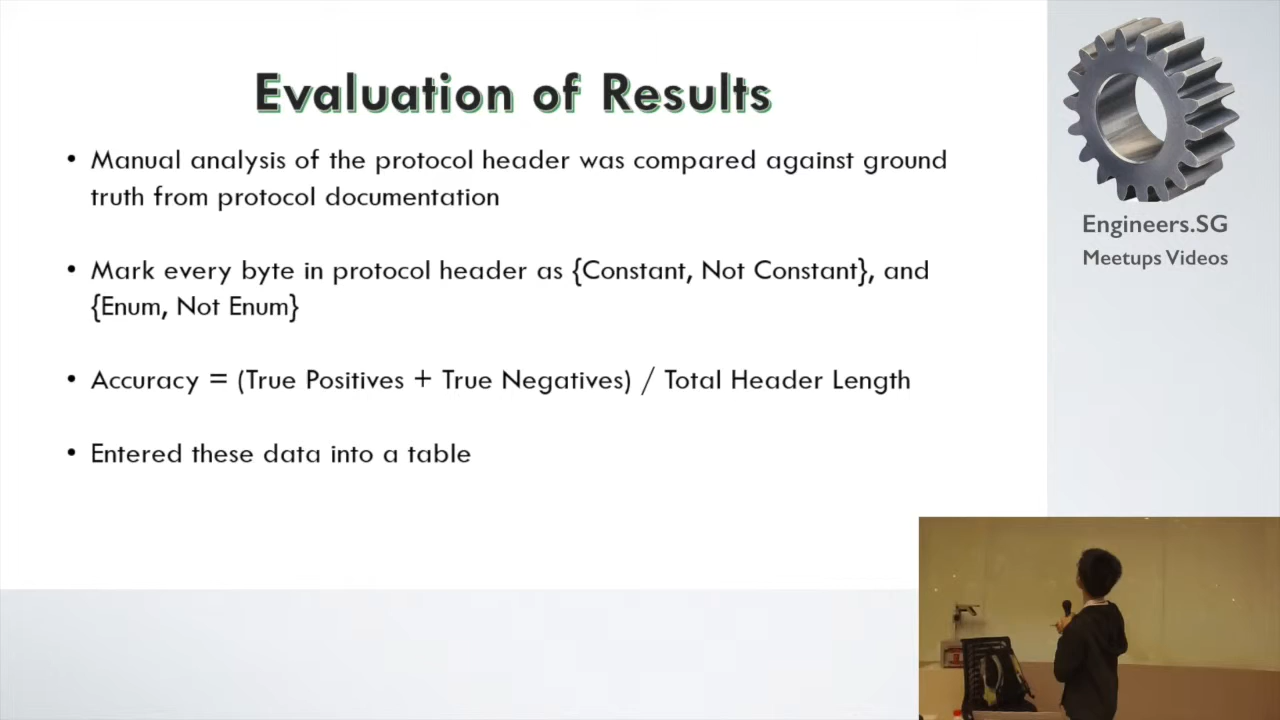 Evaluation of Results
• Manual analysis of the protocol header was compared against ground
truth from protocol documentation
• Mark every byte in protocol header as {Constant, Not Constant}, and
{Enum, Not Enum}
• Accuracy = (True Positives + True Negatives) / Total Header Length
• Entered these data into a table
Engineers.SG
Meetups Videos